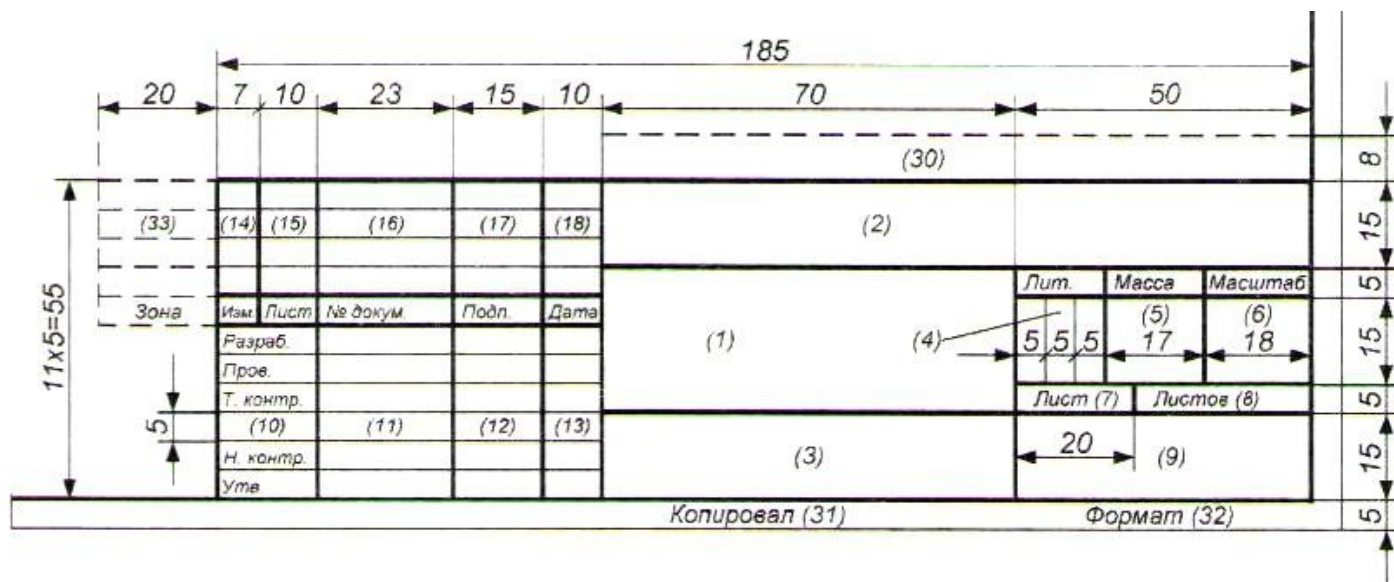 185
20 7 10 23 15 10 70 50
(30) 8
(33) (14) (15) (16) (17) (18) (2) 15
Лит. Масса Масштаб 5
Зона Изм. Лист № докум. Подп. Дата
(5) (6)
11x5=55 Разраб. (1) (4) 5 5 5 17 18 15
Пров.
Т. контр. Лист (7) Листов (8) 5
5 (10) (11) (12) (13)
Н. контр. (3) 20 (9) 15
Утв
Копировал (31) Формат (32) 5